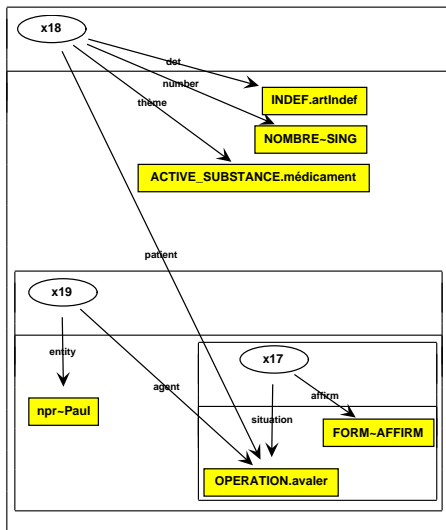 x18
det
number
INDEF.artIndef
thème
NOMBRE~SING
ACTIVE_SUBSTANCE.médicament
patient
x19
x17
entity
agent
affirm
npr~Paul
situation
FORM~AFFIRM
OPERATION.avaler